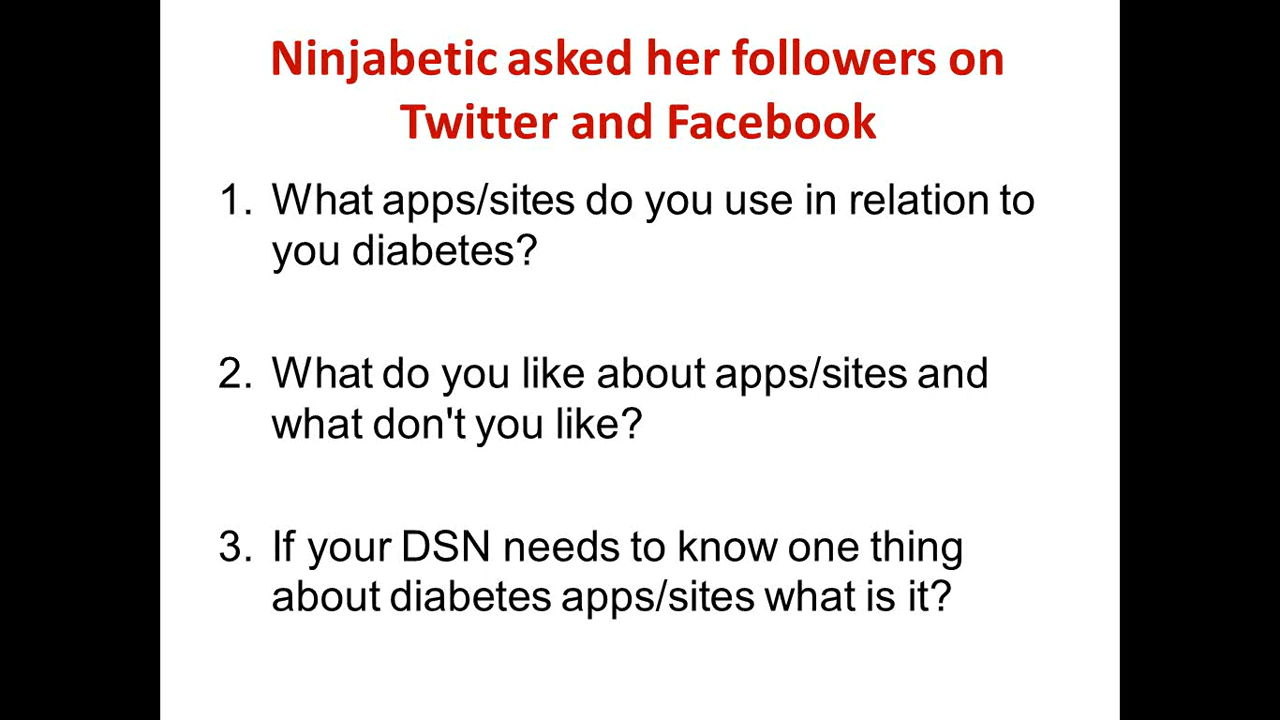 Ninjabetic asked her followers on
Twitter and Facebook
1. What apps/sites do you use in relation to
you diabetes?
2. What do you like about apps/sites and
what don't you like?
3. If your DSN needs to know one thing
about diabetes apps/sites what is it?